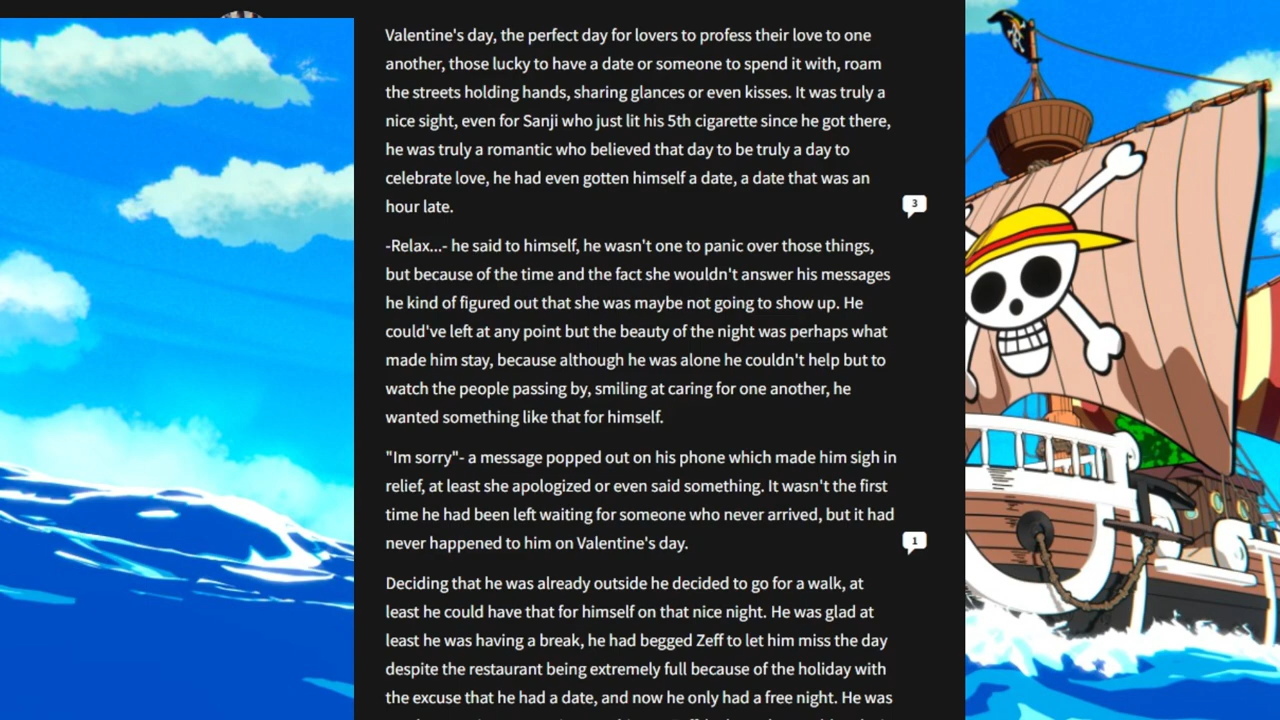 Valentine's day, the perfect day for lovers to profess their love to one
another, those lucky to have a date or someone to spend it with, roam
the streets holding hands, sharing glances or even kisses. It was truly a
nice sight, even for Sanji who just lit his 5th cigarette since he got there,
he was truly a romantic who believed that day to be truly a day to
celebrate love, he had even gotten himself a date, a date that was an
hour late.
3
-Relax...- he said to himself, he wasn't one to panic over those things,
but because of the time and the fact she wouldn't answer his messages
he kind of figured out that she was maybe not going to show up. He
could've left at any point but the beauty of the night was perhaps what
made him stay, because although he was alone he couldn't help but to
watch the people passing by, smiling at caring for one another, he
wanted something like that for himself.
"Im sorry"- a message popped out on his phone which made him sigh in
relief, at least she apologized or even said something. It wasn't the first
time he had been left waiting for someone who never arrived, but it had
never happened to him on Valentine's day.
1
Deciding that he was already outside he decided to go for a walk, at
least he could have that for himself on that nice night. He was glad at
least he was having a break, he had begged Zeff to let him miss the day
despite the restaurant being extremely full because of the holiday with
the excuse that he had a date, and now he only had a free night. He was